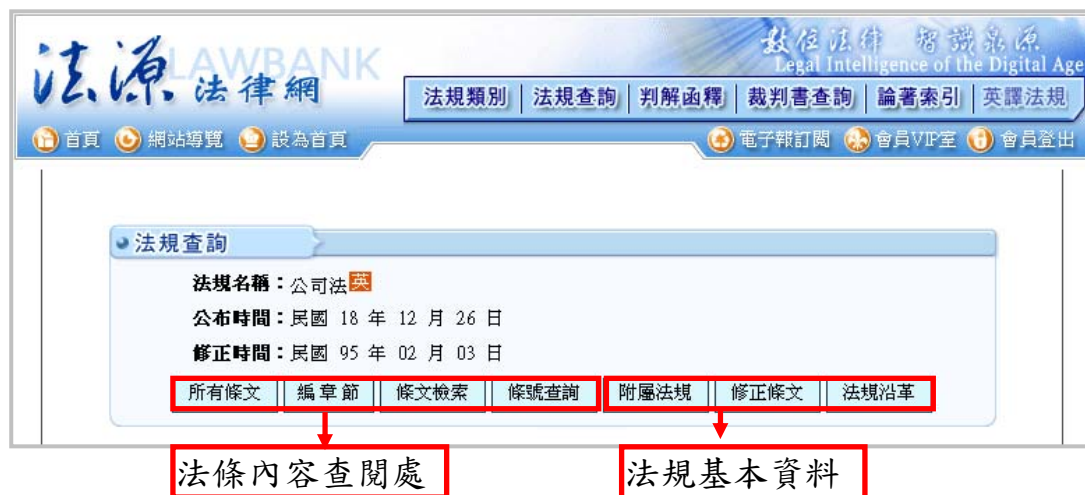 法源 LAWBANK 法律網
數位法律 智識泉源
Legal Intelligence of the Digital Age
法規類別 法規查詢 判解函釋 裁判書查詢 論著索引 英譯法規
首頁 網站導覽 設為首頁 電子報訂閱 會員VIP室 會員登出
法規查詢
法規名稱：公司法 英
公布時間：民國 18 年 12 月 26 日
修正時間：民國 95 年 02 月 03 日
所有條文 編章節 條文檢索 條號查詢 附屬法規 修正條文 法規沿革
法條內容查閱處 法規基本資料